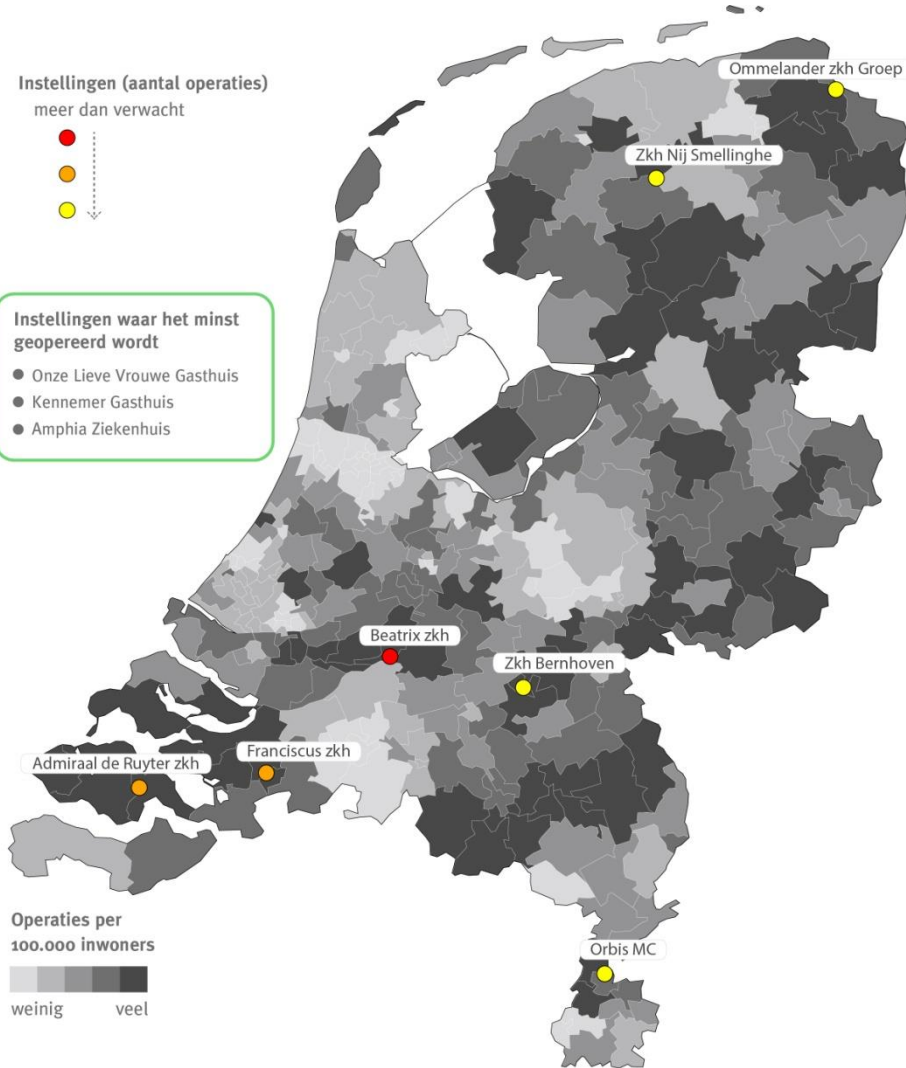 Ommelander zkh Groep
Instellingen (aantal operaties)
meer dan verwacht
Zkh Nij Smellinghe
Instellingen waar het minst
geopereerd wordt
● Onze Lieve Vrouwe Gasthuis
● Kennemer Gasthuis
● Amphia Ziekenhuis
Beatrix zkh
Zkh Bernhoven
Franciscus zkh
Admiraal de Ruyter zkh
Operaties per
100.000 inwoners
weinig veel
Orbis MC